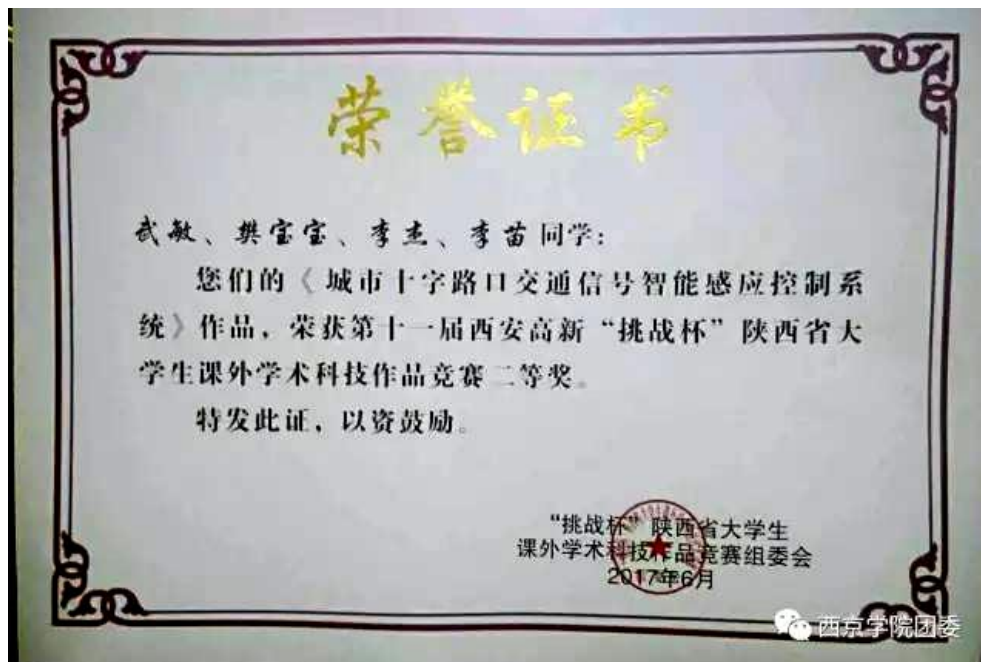 荣誉证书
武敏、樊宝宝、李杰、李苗同学：
您们的《城市十字路口交通信号智能感应控制系
统》作品，荣获第十一届西安高新“挑战杯”陕西省大
学生课外学术科技作品竞赛二等奖。
特发此证，以资鼓励。
“挑战杯”陕西省大学生
课外学术科技作品竞赛组委会
2017年6月
西京学院团委